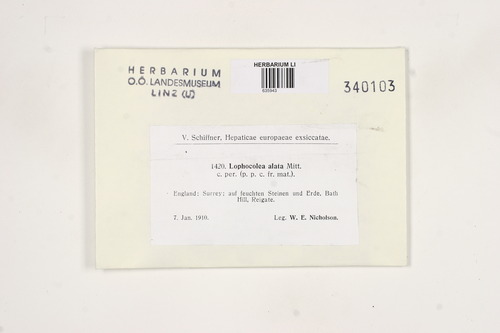 HERBARIUM
O.Ö. LANDESMUSEUM
LINZ (L)
HERBARIUM LI
340103
V. Schiffner, Hepaticae europaeae exsiccatae.
1420. Lophocolea alata Mitt.
c. per. (p. p. c. fr. mat.).
England: Surrey; auf feuchten Steinen und Erde, Bath
Hill, Reigate.
7. Jan. 1910. Leg. W. E. Nicholson.